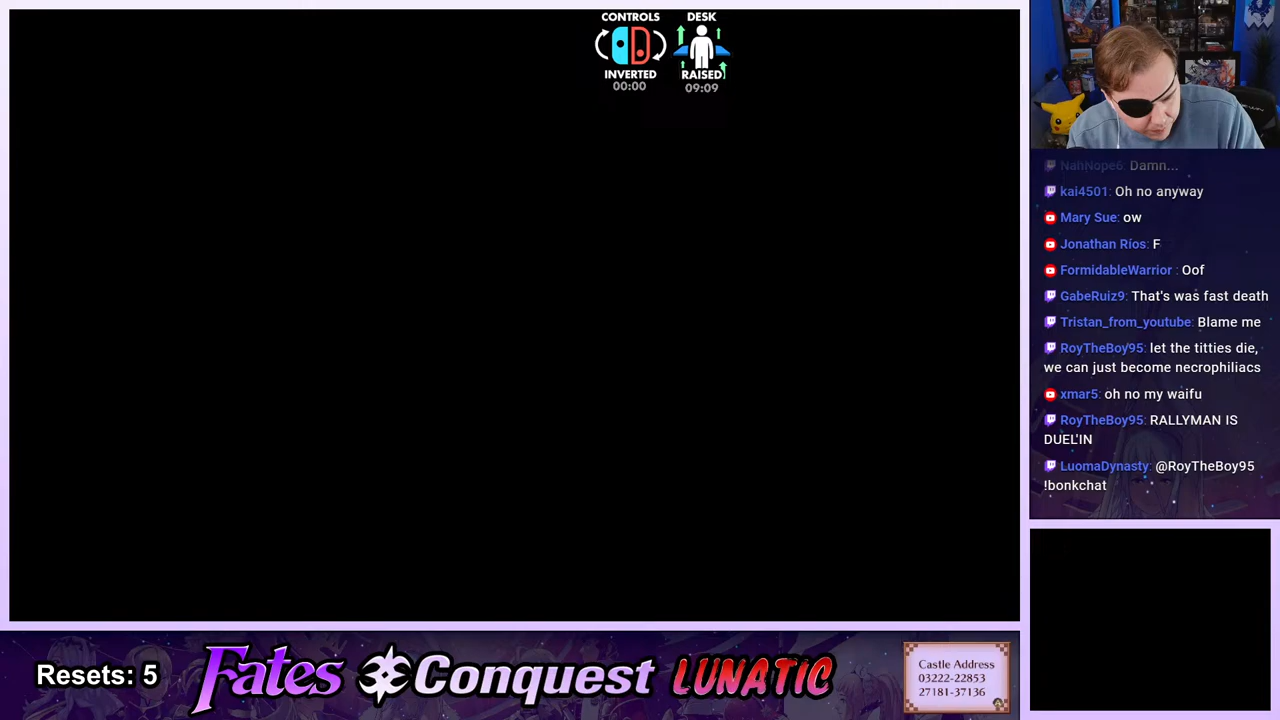 CONTROLS
INVERTED
00:00
DESK
RAISED
09:09
NahNope6: Damn...
kai4501: Oh no anyway
Mary Sue: ow
Jonathan Ríos: F
FormidableWarrior : Oof
GabeRuiz9: That's was fast death
Tristan_from_youtube: Blame me
RoyTheBoy95: let the titties die,
we can just become necrophiliacs
xmar5: oh no my waifu
RoyTheBoy95: RALLYMAN IS
DUEL'IN
LuomaDynasty: @RoyTheBoy95
!bonkchat
Resets: 5
Fates Conquest LUNATIC
Castle Address
03222-22853
27181-37136